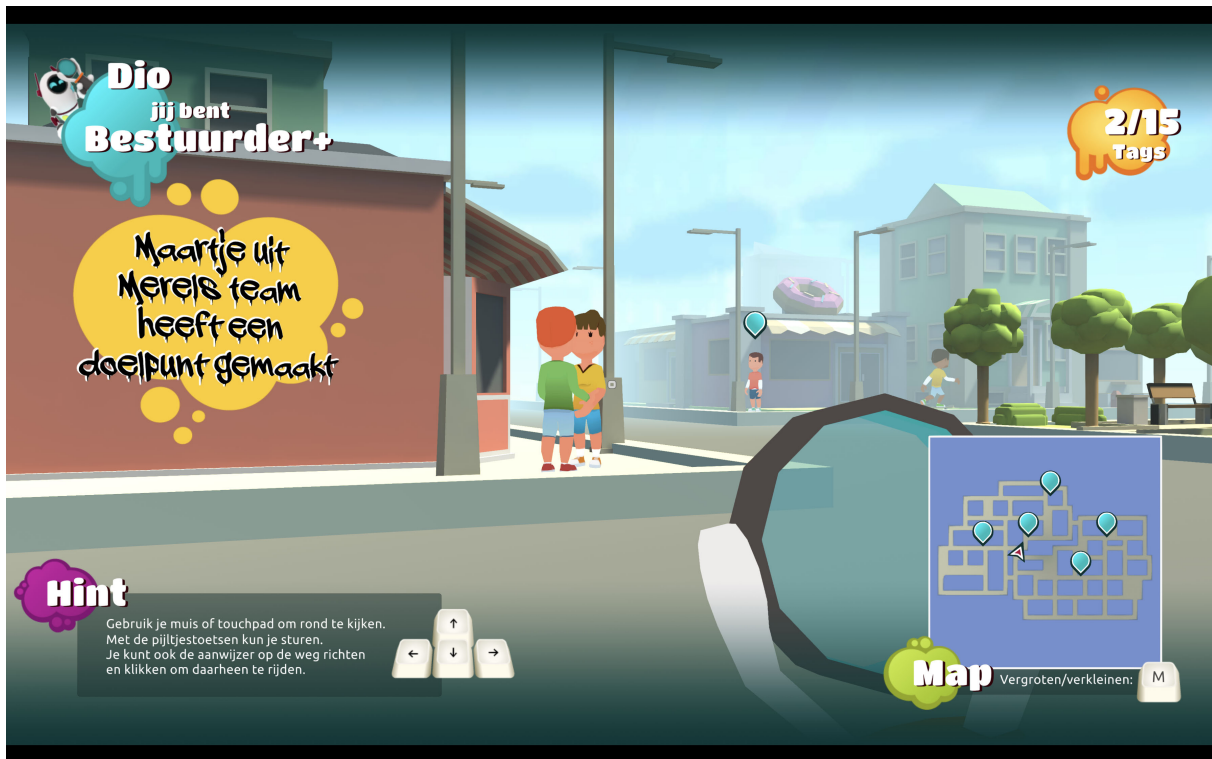 Dio
jij bent
Bestuurder+
2/15
Tags
Maartje uit
Merels team
heeft een
doelpunt gemaakt
Hint
Gebruik je muis of touchpad om rond te kijken.
Met de pijltjestoetsen kun je sturen.
Je kunt ook de aanwijzer op de weg richten
en klikken om daarheen te rijden.
↑
← ↓ →
Map
Vergroten/verkleinen:
M